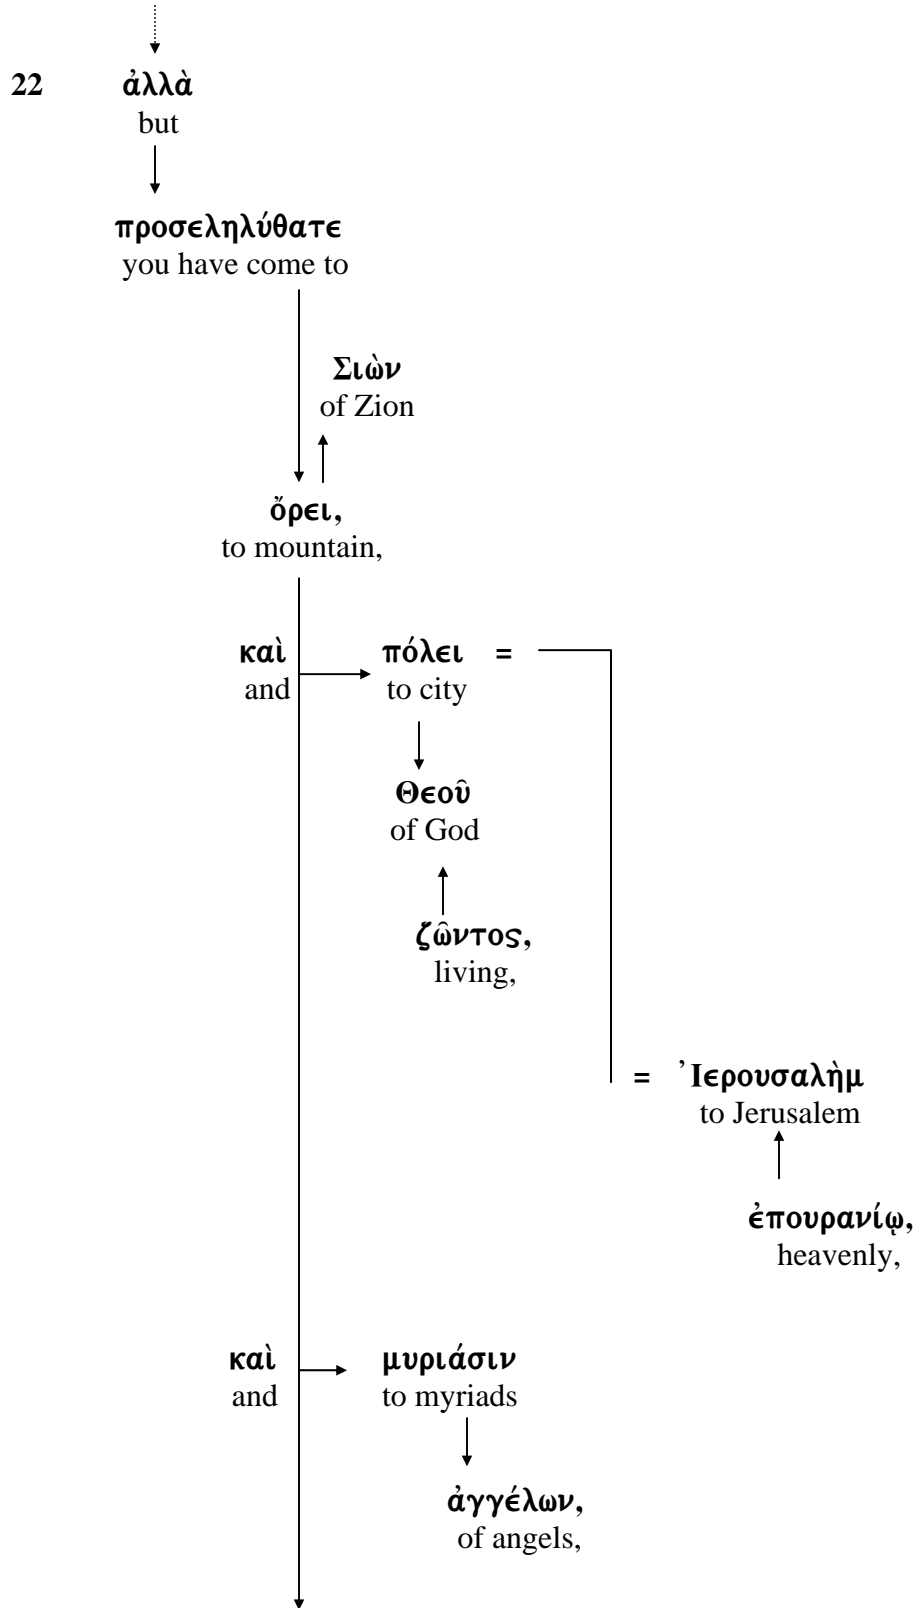 22 ἀλλὰ
but
προσεληλύθατε
you have come to
Σιὼν
of Zion
ὄρει,
to mountain,
καὶ πόλει =
and to city
Θεοῦ
of God
ζῶντος,
living,
= Ἰερουσαλὴμ
to Jerusalem
ἐπουρανίῳ,
heavenly,
καὶ μυριάσιν
and to myriads
ἀγγέλων,
of angels,